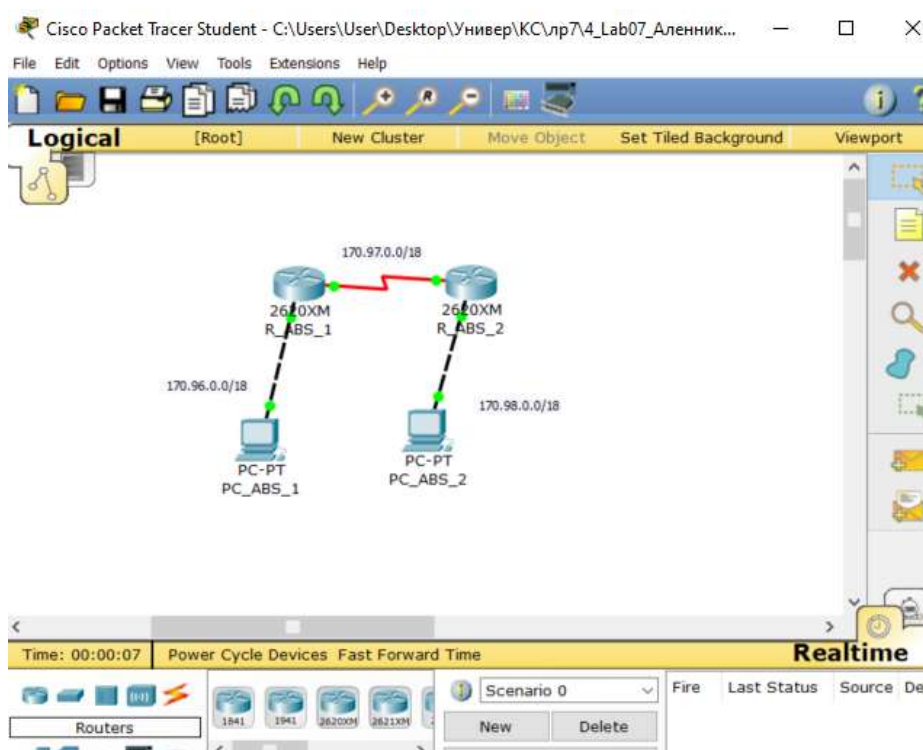 Cisco Packet Tracer Student - C:\Users\User\Desktop\Универ\КС\лр7\4_Lab07_Аленник...
File Edit Options View Tools Extensions Help
Logical [Root] New Cluster Move Object Set Tiled Background Viewport
170.97.0.0/18
2620XM
R_ABS_1
2620XM
R_ABS_2
170.96.0.0/18
170.98.0.0/18
PC-PT
PC_ABS_1
PC-PT
PC_ABS_2
Time: 00:00:07 Power Cycle Devices Fast Forward Time Realtime
Routers
1841 1941 2620XM 2621XM
Scenario 0
New Delete
Fire Last Status Source De